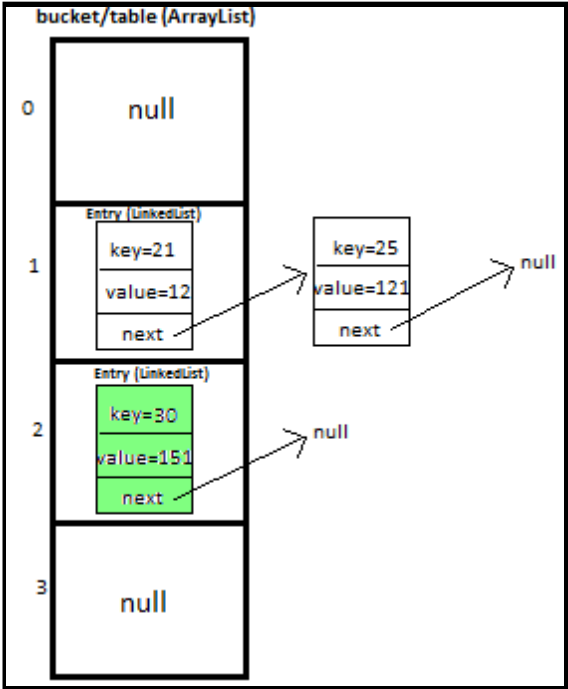 bucket/table (ArrayList)
0
null
Entry (LinkedList)
1
key=21
value=12
next
key=25
value=121
next
null
Entry (LinkedList)
2
key=30
value=151
next
null
3
null